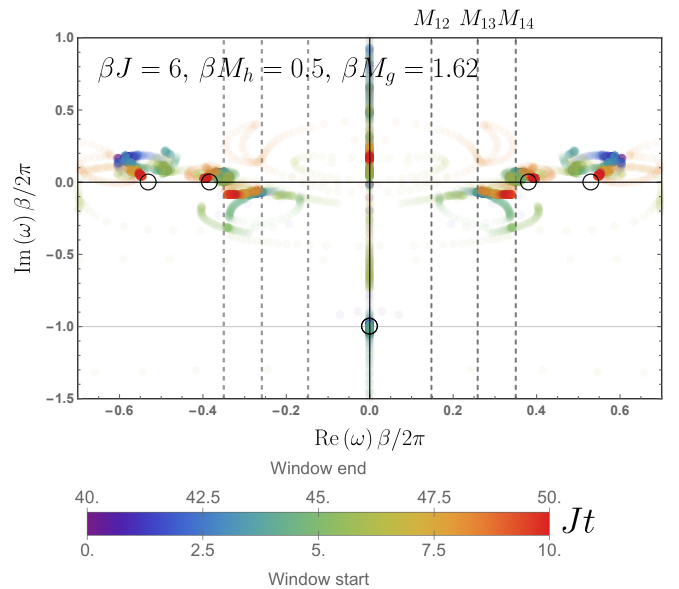 M12 M13 M14
βJ = 6, βMh = 0.5, βMg = 1.62
1.0
0.5
0.0
−0.5
−1.0
−1.5
Im (ω) β/2π
−0.6 −0.4 −0.2 0.0 0.2 0.4 0.6
Re (ω) β/2π
Window end
40. 42.5 45. 47.5 50.
Jt
0. 2.5 5. 7.5 10.
Window start